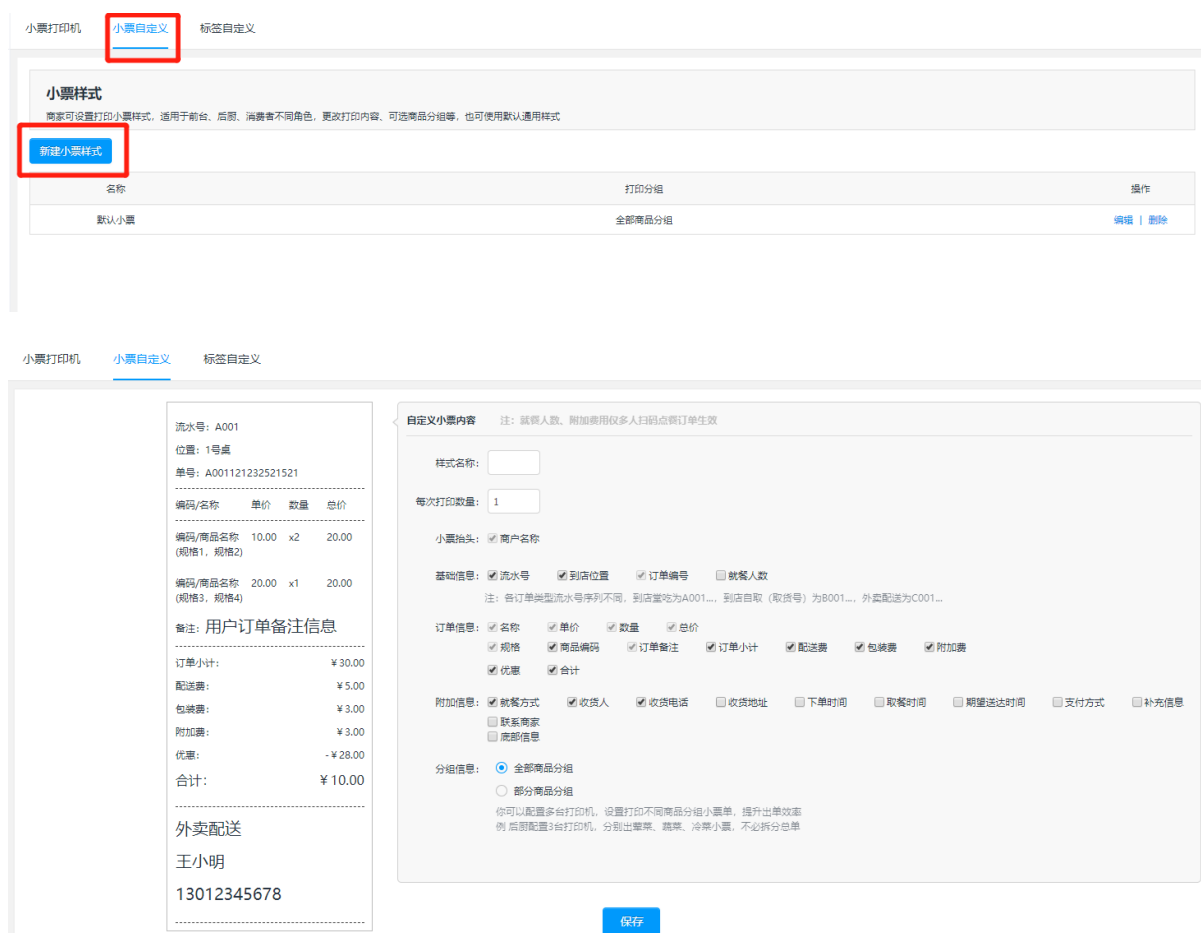 小票打印机 小票自定义 标签自定义
小票样式
商家可设置打印小票样式，适用于前台、后厨、消费者不同角色，更改打印内容、可选商品分组等，也可使用默认通用样式
新建小票样式
名称 打印分组 操作
默认小票 全部商品分组 编辑 | 删除
小票打印机 小票自定义 标签自定义
流水号：A001
位置：1号桌
单号：A001121232521521
编码/名称 单价 数量 总价
编码/商品名称 10.00 x2 20.00
(规格1，规格2)
编码/商品名称 20.00 x1 20.00
(规格3，规格4)
备注：用户订单备注信息
订单小计： ￥30.00
配送费： ￥5.00
包装费： ￥3.00
附加费： ￥3.00
优惠： -￥28.00
合计： ￥10.00
外卖配送
王小明
13012345678
自定义小票内容 注：就餐人数、附加费用仅多人扫码点餐订单生效
样式名称：
每次打印数量： 1
小票抬头： 商户名称
基础信息： 流水号 到店位置 订单编号 就餐人数
注：各订单类型流水号序列不同，到店堂吃为A001...，到店自取（取货号）为B001...，外卖配送为C001...
订单信息： 名称 单价 数量 总价
规格 商品编码 订单备注 订单小计 配送费 包装费 附加费
优惠 合计
附加信息： 就餐方式 收货人 收货电话 收货地址 下单时间 取餐时间 期望送达时间 支付方式 补充信息
联系商家
底部信息
分组信息： 全部商品分组
部分商品分组
你可以配置多台打印机，设置打印不同商品分组小票单，提升出单效率
例 后厨配置3台打印机，分别出荤菜、蔬菜、冷菜小票，不必拆分总单
保存